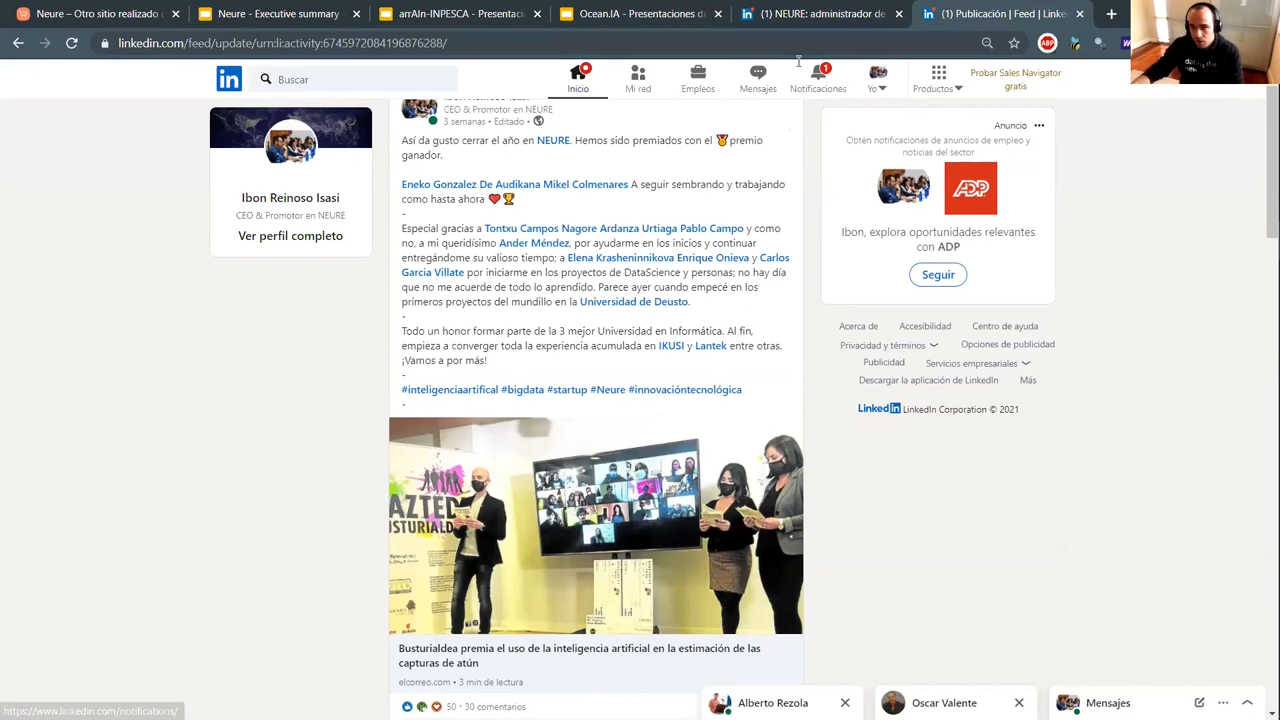 Neure - Otro sitio realizado
Neure - Executive summary
arrAIn-INPESCA - Presentaci
Ocean.IA - Presentaciones d
(1) NEURE: administrador de
(1) Publicación | Feed | Linke
linkedin.com/feed/update/urn:li:activity:6745972084196876288/
ABP
Buscar
Inicio
Mi red
Empleos
Mensajes
1
Notificaciones
Yo
Productos
Probar Sales Navigator
gratis
Ibon Reinoso Isasi
CEO & Promotor en NEURE
Ver perfil completo
Ibon Reinoso Isasi
CEO & Promotor en NEURE
3 semanas • Editado •
Así da gusto cerrar el año en NEURE. Hemos sido premiados con el 🏅premio
ganador.
Eneko Gonzalez De Audikana Mikel Colmenares A seguir sembrando y trabajando
como hasta ahora ❤️🏆
-
Especial gracias a Tontxu Campos Nagore Ardanza Urtiaga Pablo Campo y como
no, a mi queridísimo Ander Méndez, por ayudarme en los inicios y continuar
entregándome su valioso tiempo; a Elena Krasheninnikova Enrique Onieva y Carlos
Garcia Villate por iniciarme en los proyectos de DataScience y personas; no hay día
que no me acuerde de todo lo aprendido. Parece ayer cuando empecé en los
primeros proyectos del mundillo en la Universidad de Deusto.
-
Todo un honor formar parte de la 3 mejor Universidad en Informática. Al fin,
empieza a converger toda la experiencia acumulada en IKUSI y Lantek entre otras.
¡Vamos a por más!
-
#inteligenciaartifical #bigdata #startup #Neure #innovacióntecnológica
-
Busturialdea premia el uso de la inteligencia artificial en la estimación de las
capturas de atún
elcorreo.com • 3 min de lectura
50 · 30 comentarios
Anuncio
Obtén notificaciones de anuncios de empleo y
noticias del sector
ADP
Ibon, explora oportunidades relevantes
con ADP
Seguir
Acerca de
Accesibilidad
Centro de ayuda
Privacidad y términos
Opciones de publicidad
Publicidad
Servicios empresariales
Descargar la aplicación de LinkedIn
Más
LinkedIn LinkedIn Corporation © 2021
https://www.linkedin.com/notifications/
Alberto Rezola
Oscar Valente
Mensajes